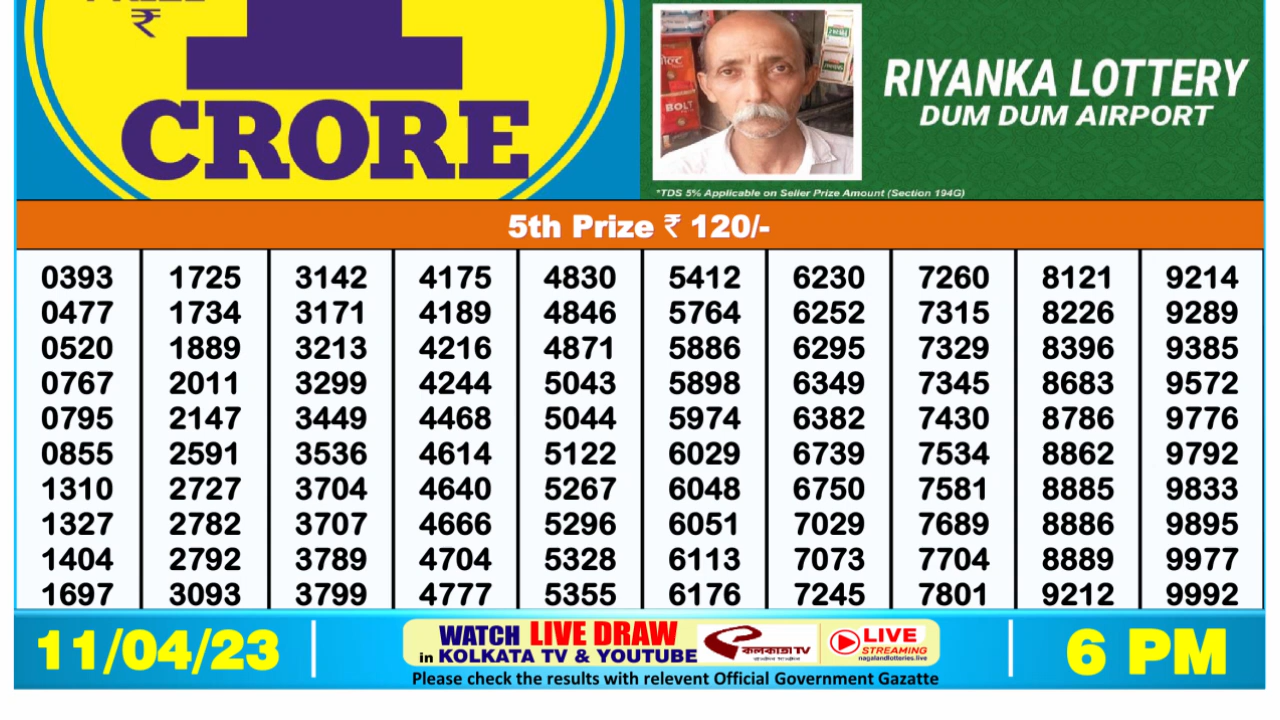 ₹
CRORE
RIYANKA LOTTERY
DUM DUM AIRPORT
BOLT
*TDS 5% Applicable on Seller Prize Amount (Section 194G)
5th Prize ₹ 120/-
0393 1725 3142 4175 4830 5412 6230 7260 8121 9214
0477 1734 3171 4189 4846 5764 6252 7315 8226 9289
0520 1889 3213 4216 4871 5886 6295 7329 8396 9385
0767 2011 3299 4244 5043 5898 6349 7345 8683 9572
0795 2147 3449 4468 5044 5974 6382 7430 8786 9776
0855 2591 3536 4614 5122 6029 6739 7534 8862 9792
1310 2727 3704 4640 5267 6048 6750 7581 8885 9833
1327 2782 3707 4666 5296 6051 7029 7689 8886 9895
1404 2792 3789 4704 5328 6113 7073 7704 8889 9977
1697 3093 3799 4777 5355 6176 7245 7801 9212 9992
11/04/23
WATCH LIVE DRAW
in KOLKATA TV & YOUTUBE
কলকাতা TV
LIVE
STREAMING
nagalandlotteries.live
Please check the results with relevent Official Government Gazatte
6 PM